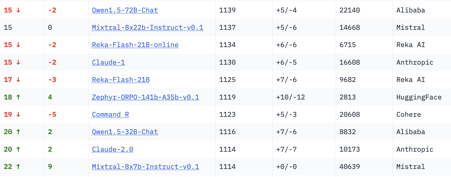 15 ↓ -2 Qwen1.5-72B-Chat 1139 +5/-4 22140 Alibaba
15 0 Mixtral-8x22b-Instruct-v0.1 1137 +5/-6 14668 Mistral
15 ↓ -2 Reka-Flash-21B-online 1134 +6/-6 6715 Reka AI
15 ↓ -2 Claude-1 1130 +6/-5 16908 Anthropic
17 ↓ -3 Reka-Flash-21B 1125 +7/-6 9682 Reka AI
18 ↑ 4 Zephyr-ORPO-141b-A35b-v0.1 1119 +10/-12 2813 HuggingFace
19 ↓ -5 Command R 1123 +5/-3 20608 Cohere
20 ↑ 2 Qwen1.5-32B-Chat 1116 +7/-6 8832 Alibaba
20 ↑ 2 Claude-2.0 1114 +7/-7 10173 Anthropic
22 ↑ 9 Mixtral-8x7b-Instruct-v0.1 1114 +0/-0 40639 Mistral